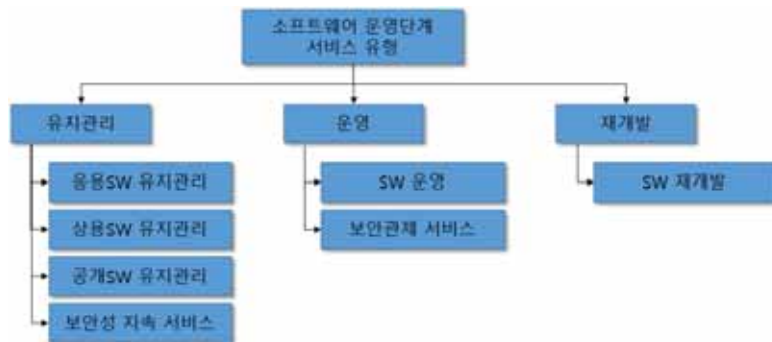 소프트웨어 운영단계
서비스 유형
유지관리
운영
재개발
응용SW 유지관리
상용SW 유지관리
공개SW 유지관리
보안성 지속 서비스
SW 운영
보안관제 서비스
SW 재개발